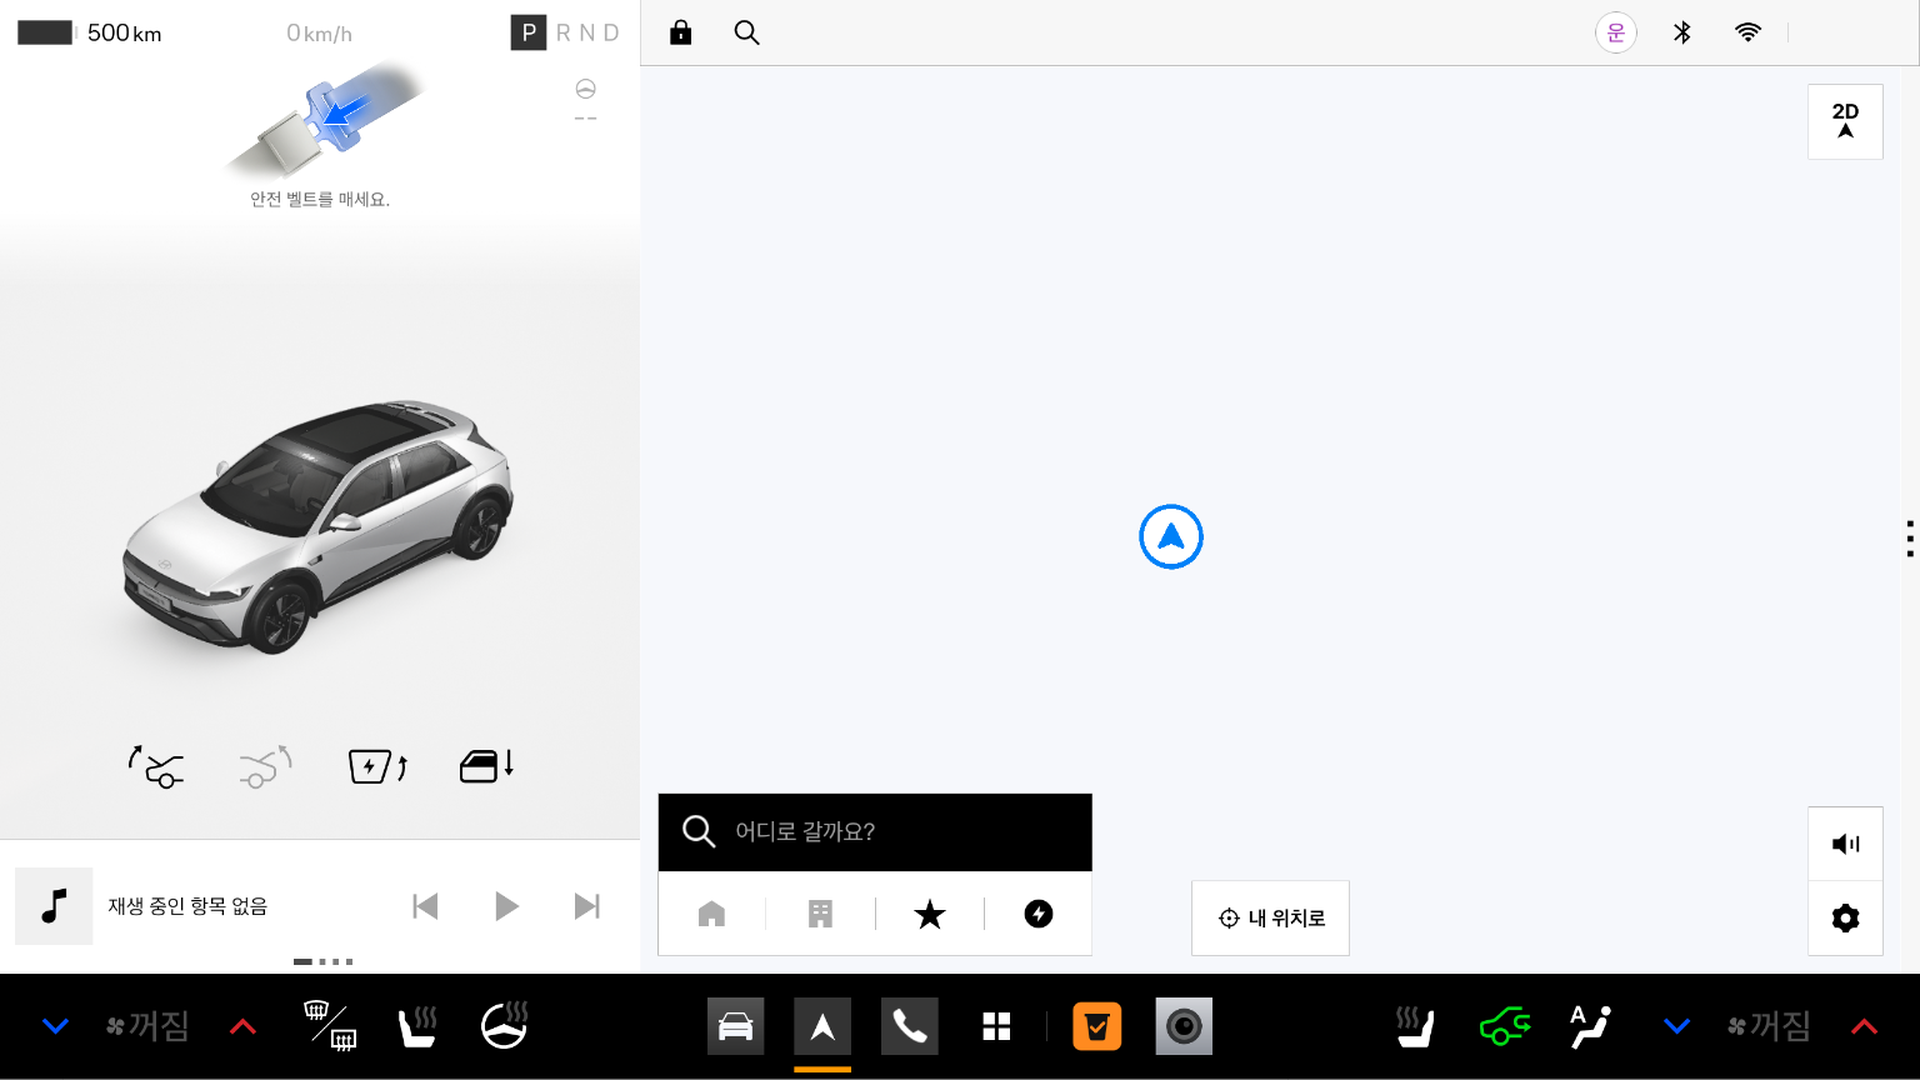 500 km
0 km/h
P R N D
운
2D
--
안전 벨트를 매세요.
어디로 갈까요?
재생 중인 항목 없음
내 위치로
꺼짐
A
꺼짐